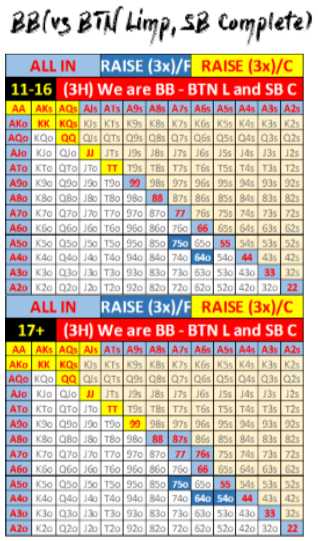 BB(vs BTN Limp, SB Complete)
ALL IN RAISE (3x)/F RAISE (3x)/C
11-16 (3H) We are BB - BTN L and SB C
AA AKs AQs AJs ATs A9s A8s A7s A6s A5s A4s A3s A2s
AKo KK KQs KJs KTs K9s K8s K7s K6s K5s K4s K3s K2s
AQo KQo QQ QJs QTs Q9s Q8s Q7s Q6s Q5s Q4s Q3s Q2s
AJo KJo QJo JJ JTs J9s J8s J7s J6s J5s J4s J3s J2s
ATo KTo QTo JTo TT T9s T8s T7s T6s T5s T4s T3s T2s
A9o K9o Q9o J9o T9o 99 98s 97s 96s 95s 94s 93s 92s
A8o K8o Q8o J8o T8o 98o 88 87s 86s 85s 84s 83s 82s
A7o K7o Q7o J7o T7o 97o 87o 77 76s 75s 74s 73s 72s
A6o K6o Q6o J6o T6o 96o 86o 76o 66 65s 64s 63s 62s
A5o K5o Q5o J5o T5o 95o 85o 75o 65o 55 54s 53s 52s
A4o K4o Q4o J4o T4o 94o 84o 74o 64o 54o 44 43s 42s
A3o K3o Q3o J3o T3o 93o 83o 73o 63o 53o 43o 33 32s
A2o K2o Q2o J2o T2o 92o 82o 72o 62o 52o 42o 32o 22
ALL IN RAISE (3x)/F RAISE (3x)/C
17+ (3H) We are BB - BTN L and SB C
AA AKs AQs AJs ATs A9s A8s A7s A6s A5s A4s A3s A2s
AKo KK KQs KJs KTs K9s K8s K7s K6s K5s K4s K3s K2s
AQo KQo QQ QJs QTs Q9s Q8s Q7s Q6s Q5s Q4s Q3s Q2s
AJo KJo QJo JJ JTs J9s J8s J7s J6s J5s J4s J3s J2s
ATo KTo QTo JTo TT T9s T8s T7s T6s T5s T4s T3s T2s
A9o K9o Q9o J9o T9o 99 98s 97s 96s 95s 94s 93s 92s
A8o K8o Q8o J8o T8o 98o 88 87s 86s 85s 84s 83s 82s
A7o K7o Q7o J7o T7o 97o 87o 77 76s 75s 74s 73s 72s
A6o K6o Q6o J6o T6o 96o 86o 76o 66 65s 64s 63s 62s
A5o K5o Q5o J5o T5o 95o 85o 75o 65o 55 54s 53s 52s
A4o K4o Q4o J4o T4o 94o 84o 74o 64o 54o 44 43s 42s
A3o K3o Q3o J3o T3o 93o 83o 73o 63o 53o 43o 33 32s
A2o K2o Q2o J2o T2o 92o 82o 72o 62o 52o 42o 32o 22